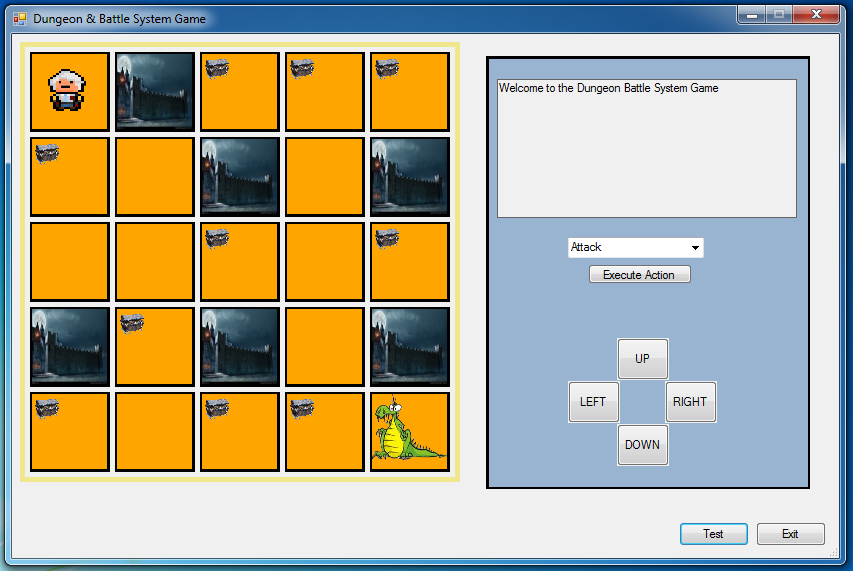 Dungeon & Battle System Game
Welcome to the Dungeon Battle System Game
Attack
Execute Action
UP
LEFT
RIGHT
DOWN
Test
Exit